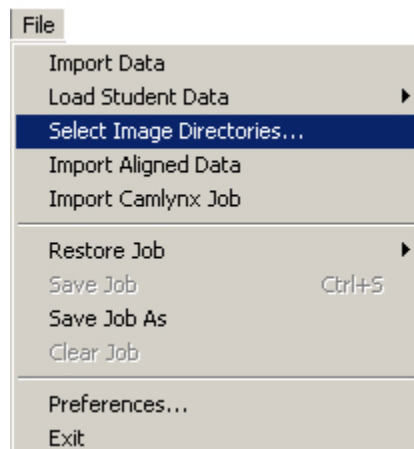 File
Import Data
Load Student Data
Select Image Directories...
Import Aligned Data
Import Camlynx Job
Restore Job
Save Job Ctrl+S
Save Job As
Clear Job
Preferences...
Exit